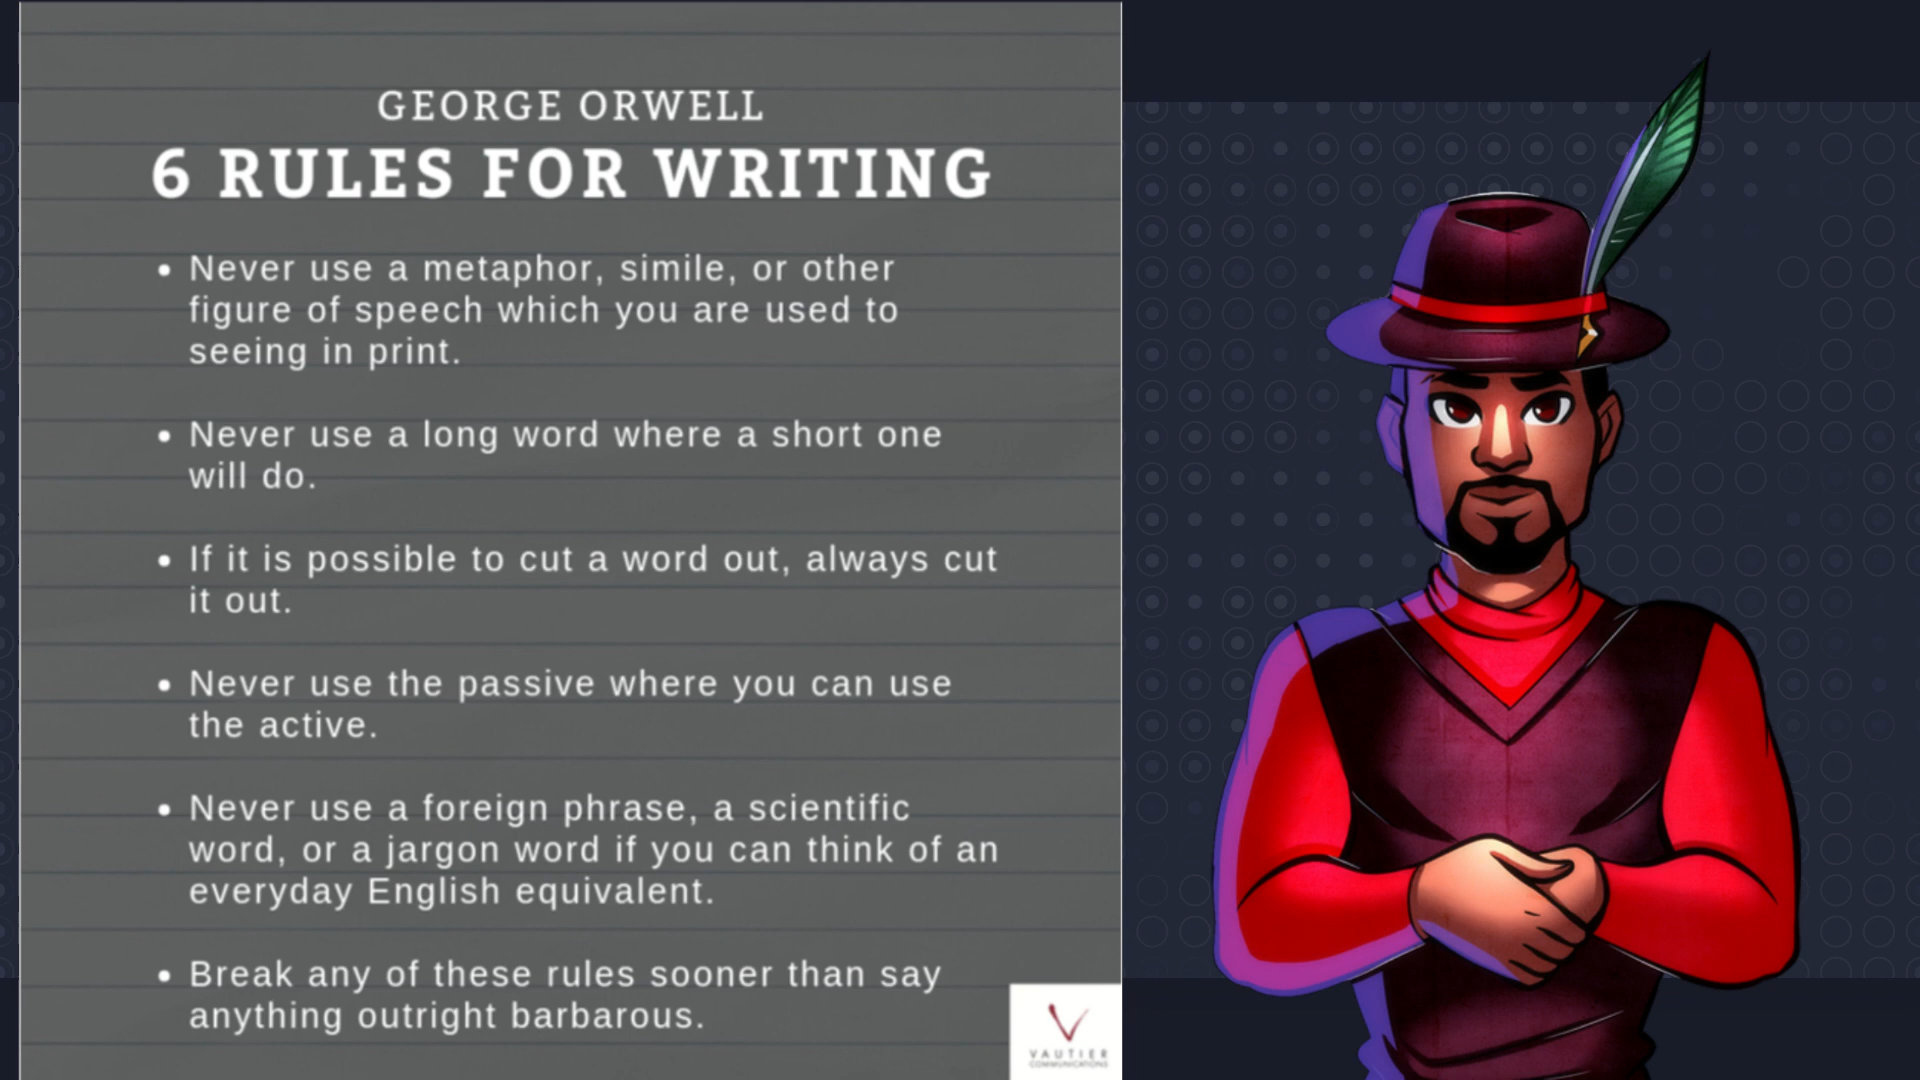 GEORGE ORWELL
6 RULES FOR WRITING
• Never use a metaphor, simile, or other
figure of speech which you are used to
seeing in print.
• Never use a long word where a short one
will do.
• If it is possible to cut a word out, always cut
it out.
• Never use the passive where you can use
the active.
• Never use a foreign phrase, a scientific
word, or a jargon word if you can think of an
everyday English equivalent.
• Break any of these rules sooner than say
anything outright barbarous.
VAUTIER
COMMUNICATIONS